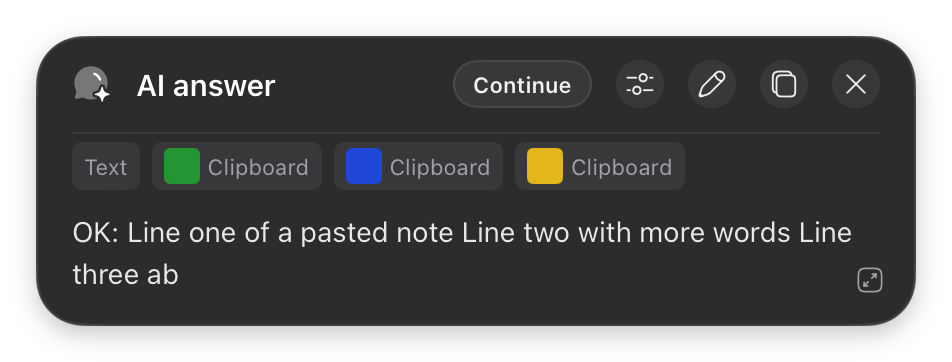 AI answer
Continue
Text
Clipboard
Clipboard
Clipboard
OK: Line one of a pasted note Line two with more words Line
three ab